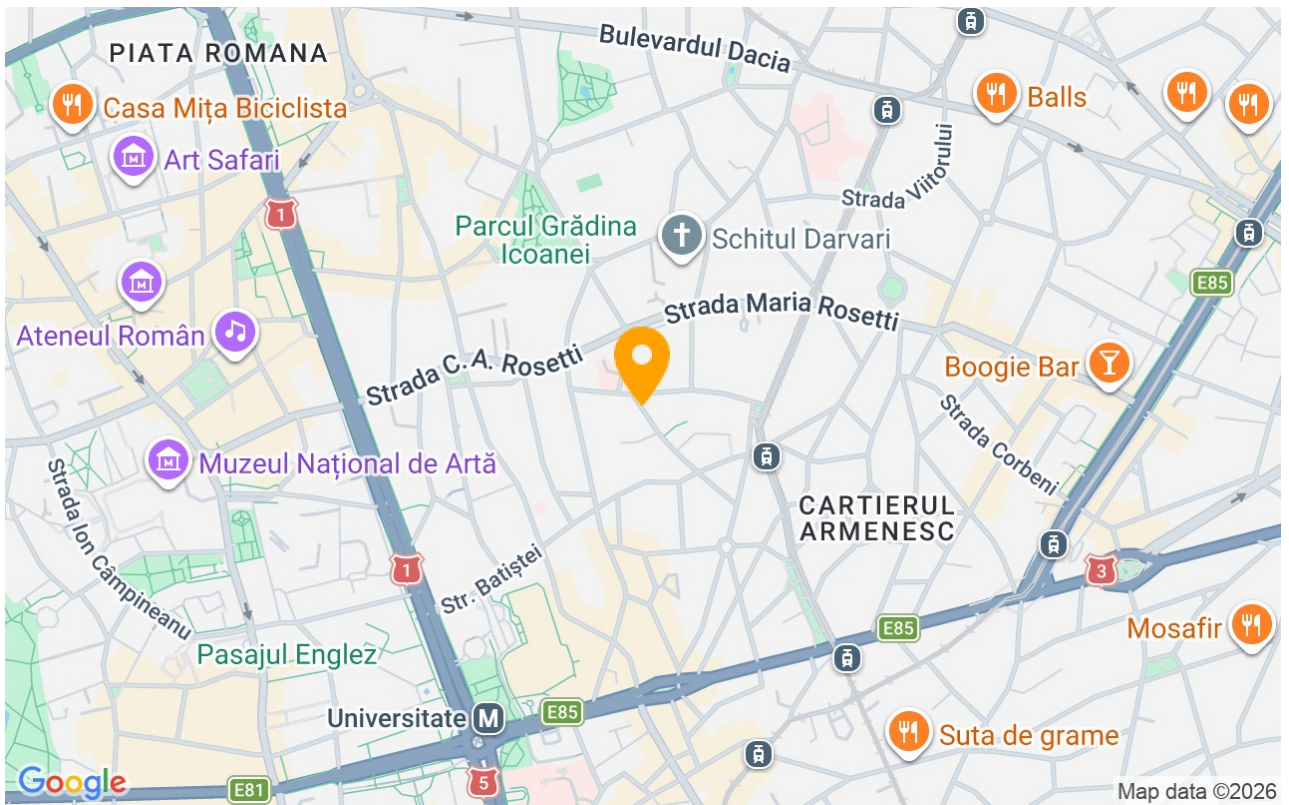 Bulevardul Dacia
PIATA ROMANA
Casa Mița Biciclista
Balls
Art Safari
Strada Viitorului
Parcul Grădina
Icoanei
Schitul Darvari
1
E85
Strada Maria Rosetti
Ateneul Român
Strada C. A. Rosetti
Boogie Bar
Strada Corbeni
Muzeul Național de Artă
Strada Ion Câmpineanu
CARTIERUL
ARMENESC
1
3
Str. Batiștei
E85
Mosafir
Pasajul Englez
Universitate
M
E85
Suta de grame
Google
E81
5
Map data ©2026